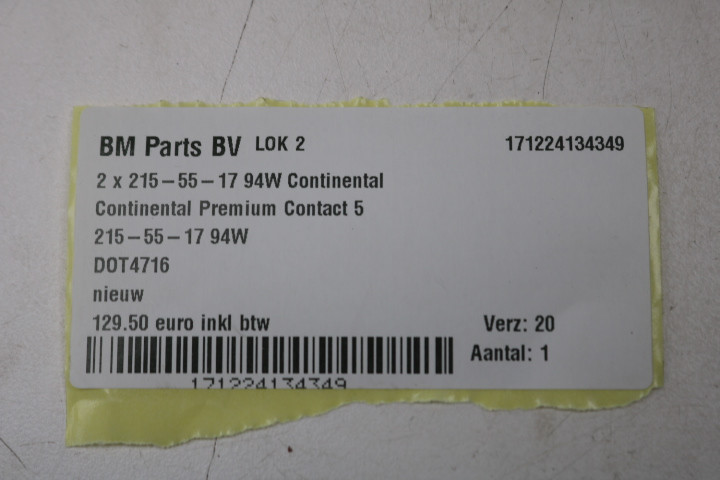 BM Parts BV LOK 2 171224134349
2 x 215-55-17 94W Continental
Continental Premium Contact 5
215-55-17 94W
DOT4716
nieuw
129.50 euro inkl btw Verz: 20
Aantal: 1
171224134349